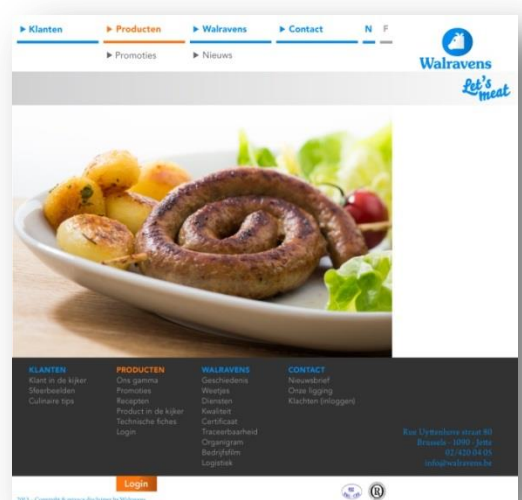 Klanten
Producten
Walravens
Contact
N F
Promoties
Nieuws
Walravens
Let's meat
KLANTEN
Klant in de kijker
Sfeerbeelden
Culinaire tips
PRODUCTEN
Ons gamma
Promoties
Recepten
Product in de kijker
Technische fiches
Login
WALRAVENS
Geschiedenis
Weetjes
Diensten
Kwaliteit
Certificaat
Traceerbaarheid
Organigram
Bedrijfsfilm
Logistiek
CONTACT
Nieuwsbrief
Onze ligging
Klachten (inloggen)
Rue Uyttenhove straat 80
Brussale - 1090 - Jette
02/420 04 05
info@walravens.be
Login